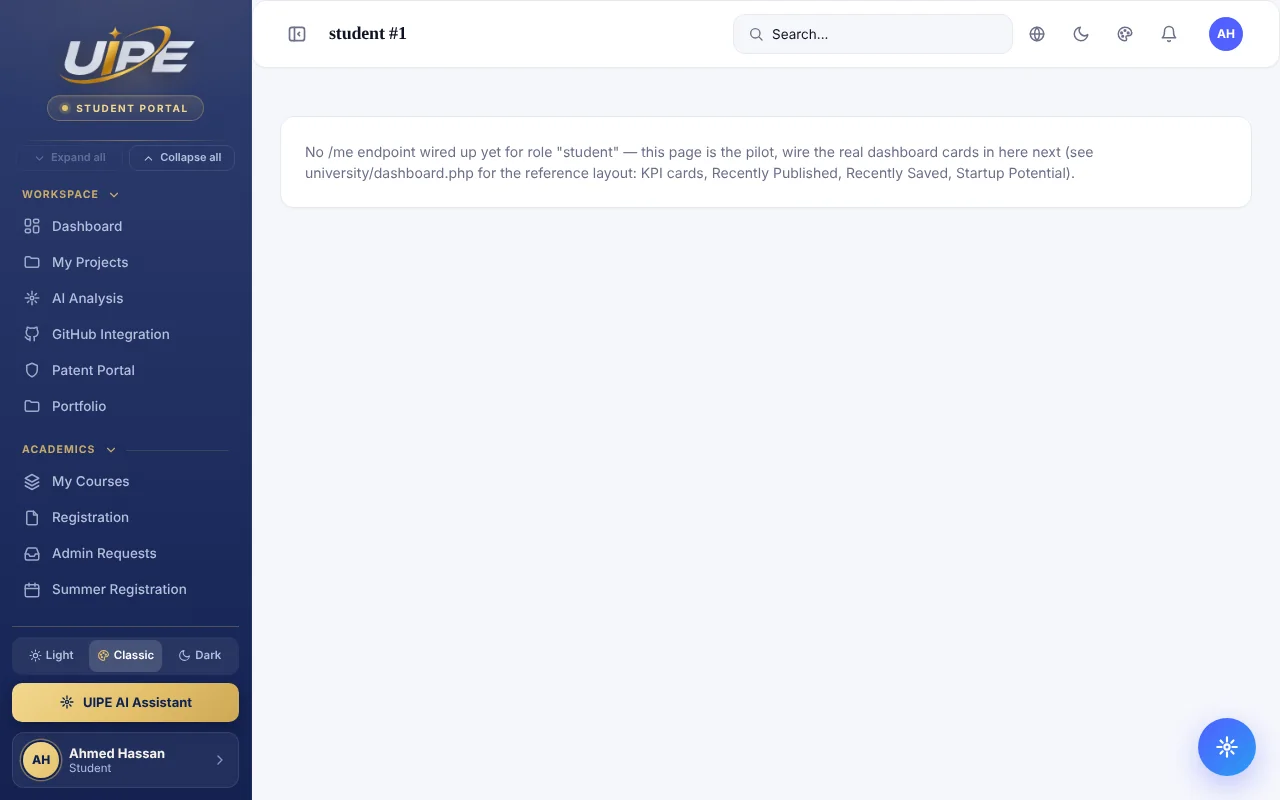 UIPE
STUDENT PORTAL
Expand all
Collapse all
WORKSPACE
Dashboard
My Projects
AI Analysis
GitHub Integration
Patent Portal
Portfolio
ACADEMICS
My Courses
Registration
Admin Requests
Summer Registration
Light
Classic
Dark
UIPE AI Assistant
AH
Ahmed Hassan
Student
student #1
Search...
AH
No /me endpoint wired up yet for role "student" — this page is the pilot, wire the real dashboard cards in here next (see
university/dashboard.php for the reference layout: KPI cards, Recently Published, Recently Saved, Startup Potential).